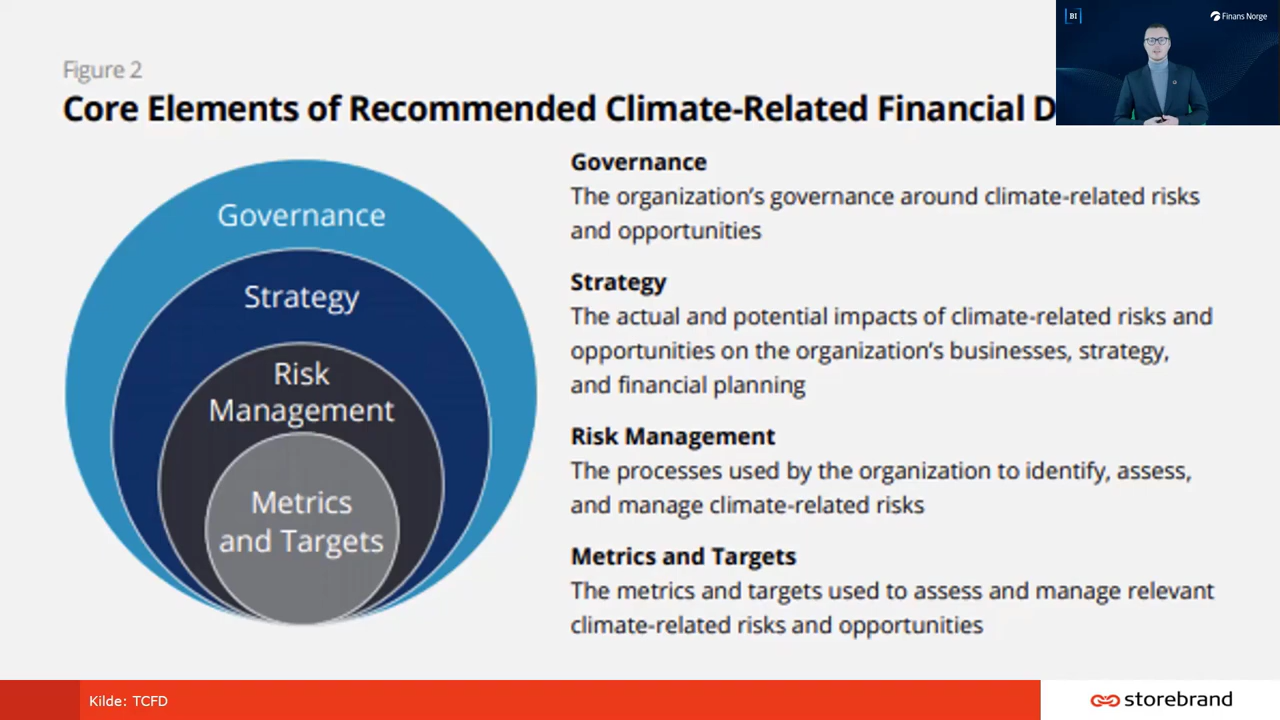 BI
Finans Norge
Figure 2
Core Elements of Recommended Climate-Related Financial D
Governance
Strategy
Risk
Management
Metrics
and Targets
Governance
The organization's governance around climate-related risks
and opportunities
Strategy
The actual and potential impacts of climate-related risks and
opportunities on the organization's businesses, strategy,
and financial planning
Risk Management
The processes used by the organization to identify, assess,
and manage climate-related risks
Metrics and Targets
The metrics and targets used to assess and manage relevant
climate-related risks and opportunities
Kilde: TCFD
storebrand